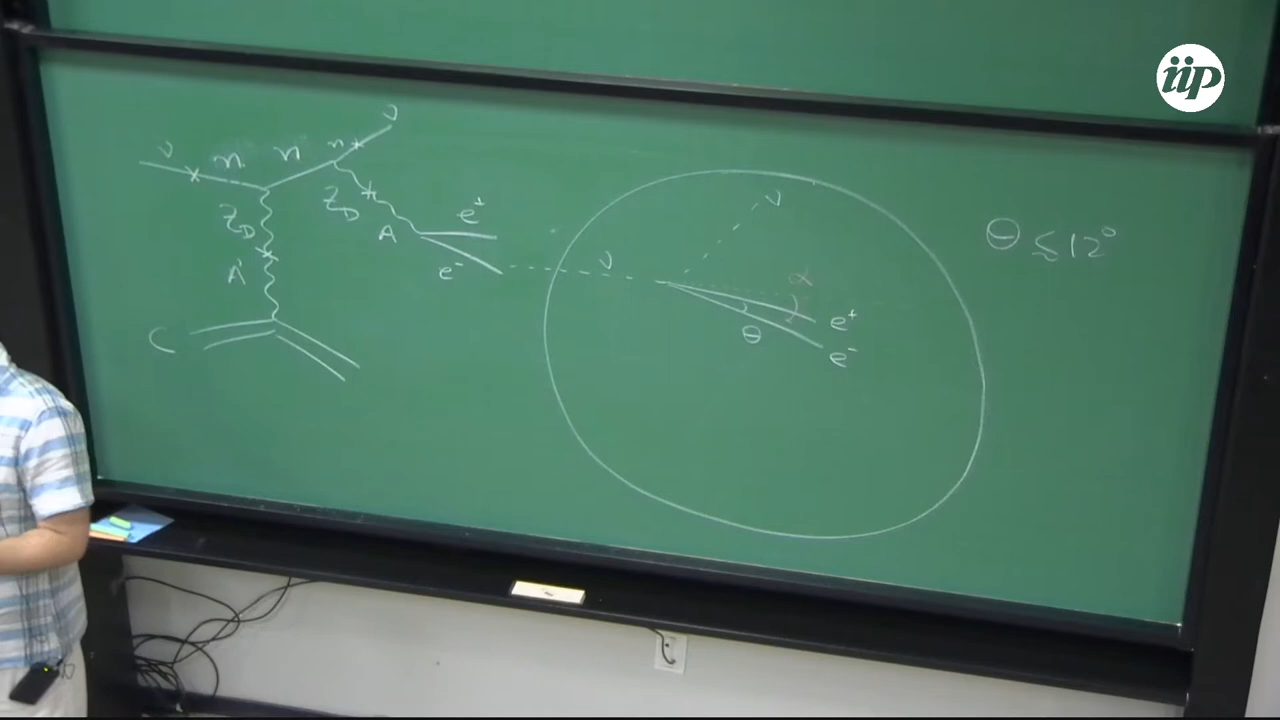 iip
ν n n n ν
Z_D Z_D
A A
e⁺
e⁻
C
ν ν
α
e⁺
θ
e⁻
θ ≲ 12°